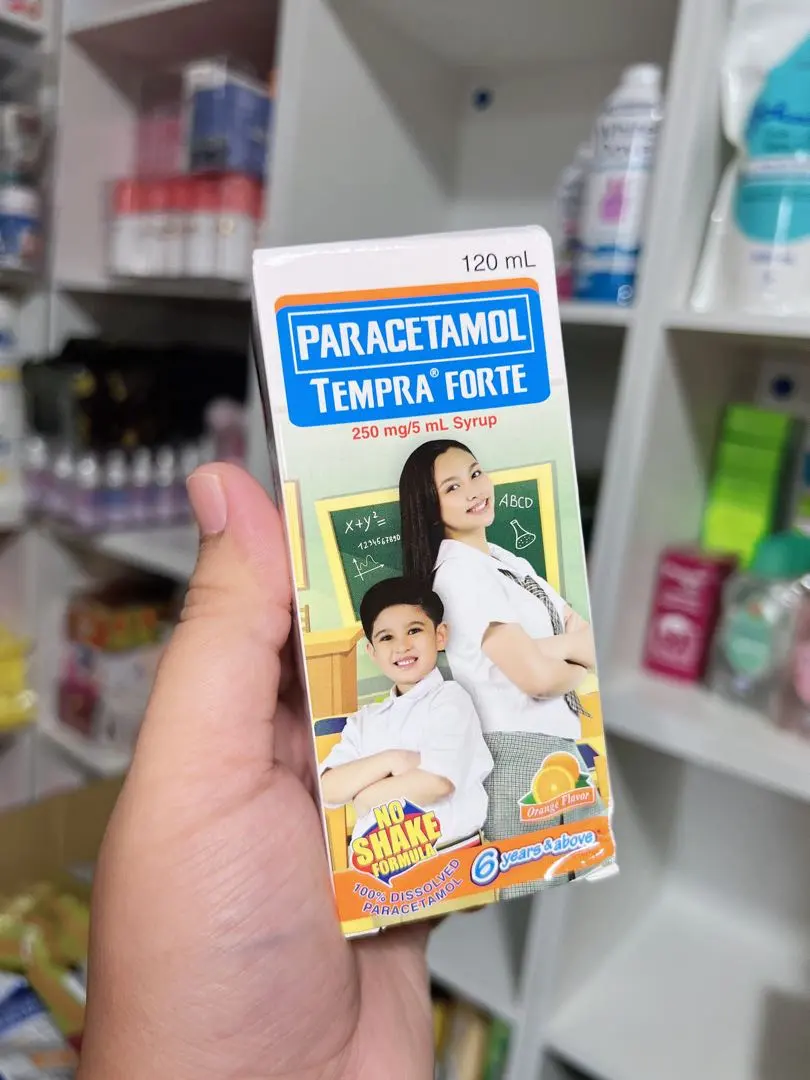 120 mL
PARACETAMOL
TEMPRA® FORTE
250 mg/5 mL Syrup
x+y²=
1234567890
ABCD
Orange Flavor
NO
SHAKE
FORMULA
100% DISSOLVED
PARACETAMOL
6 years & above